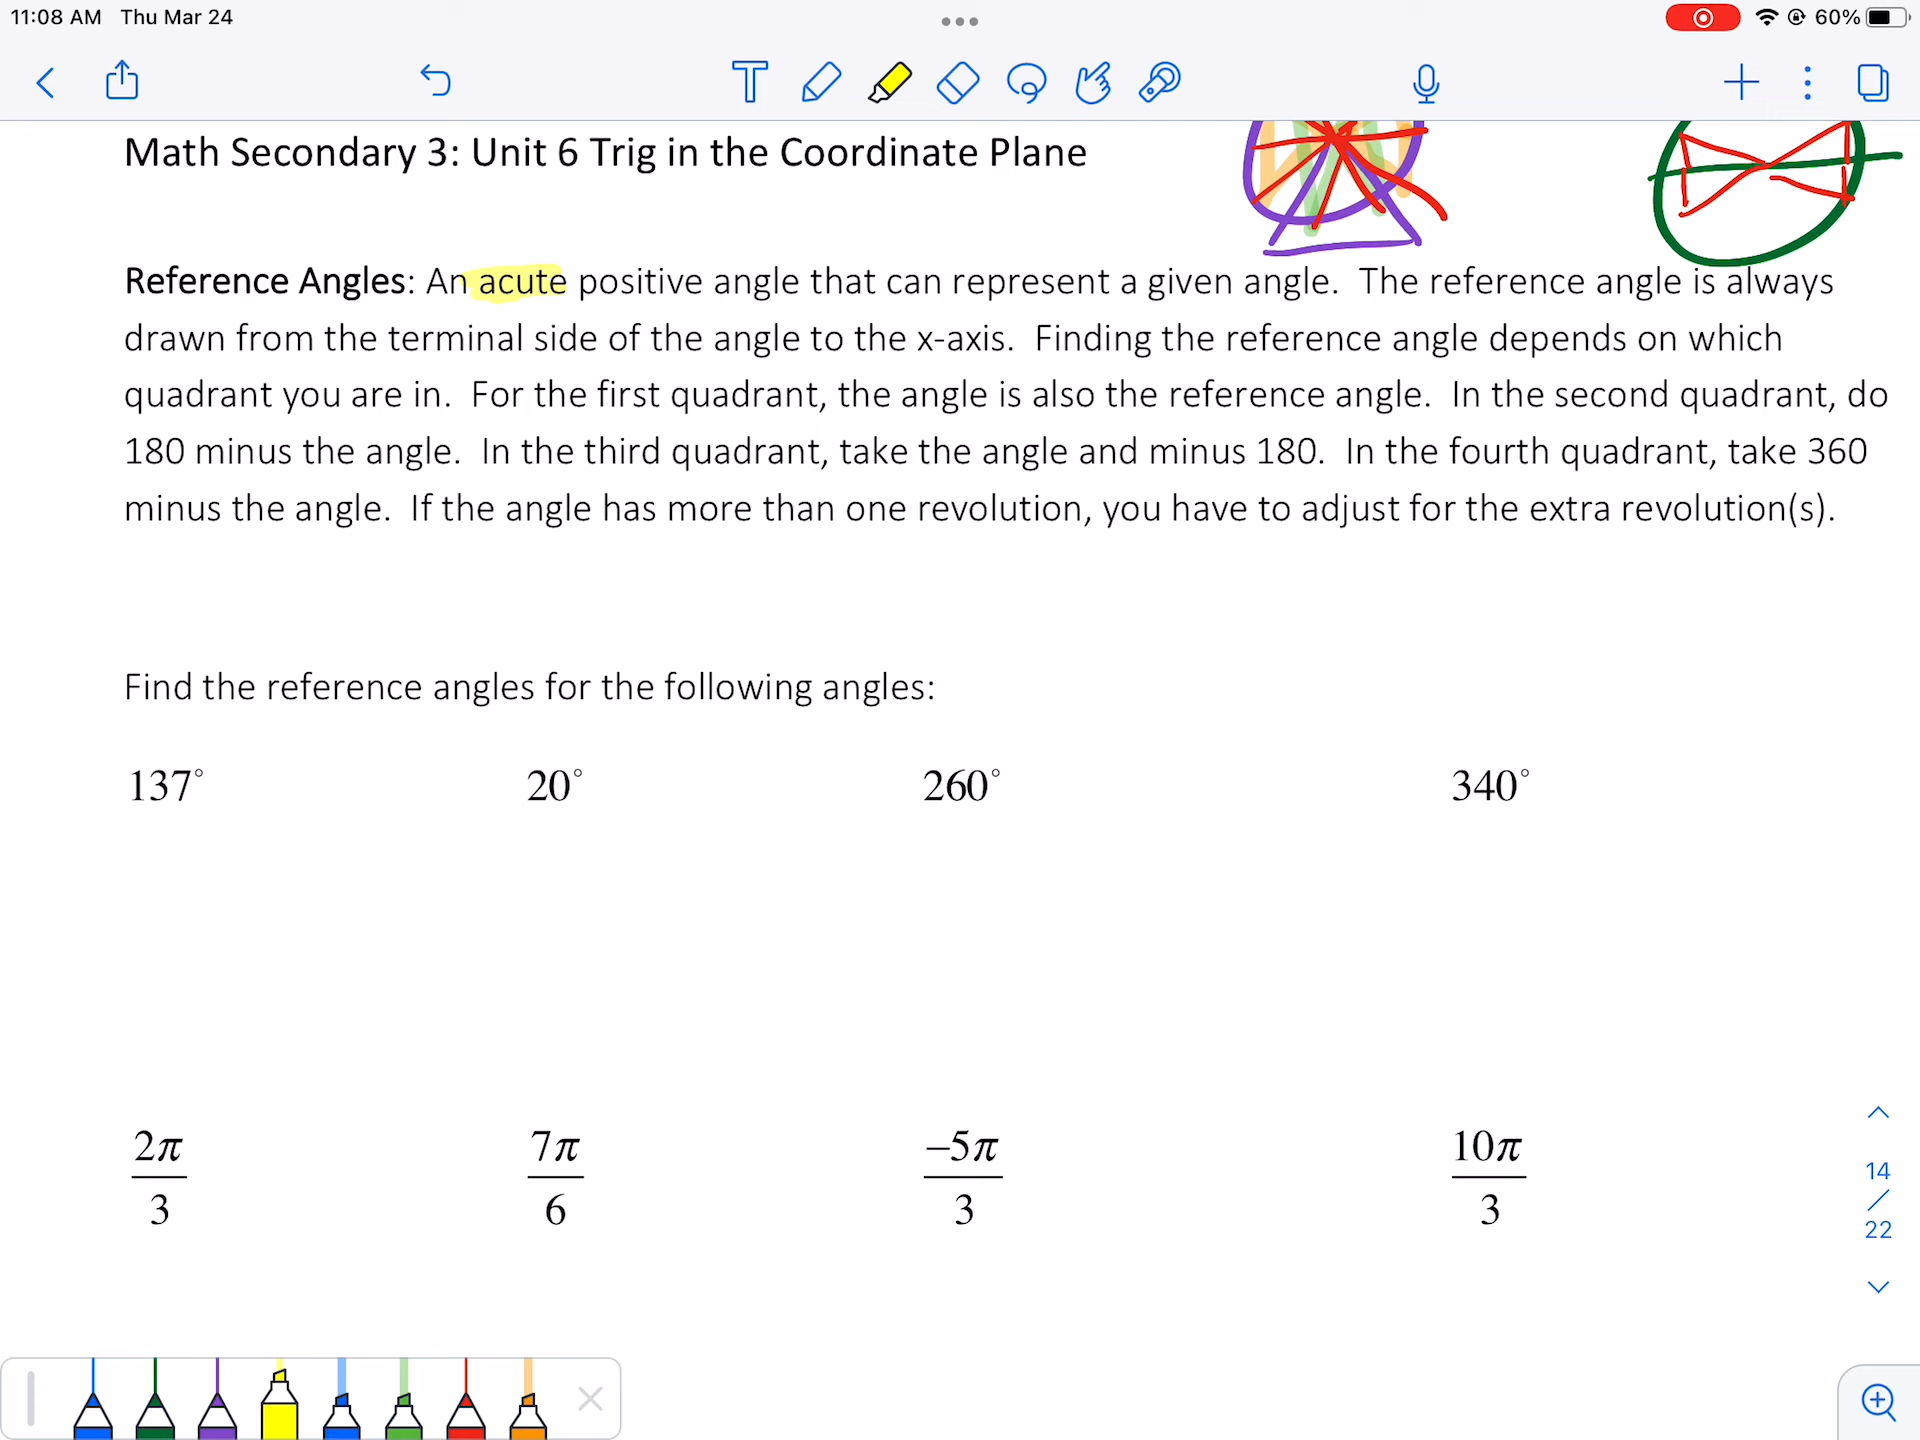 11:08 AM Thu Mar 24
60%
Math Secondary 3: Unit 6 Trig in the Coordinate Plane
Reference Angles: An acute positive angle that can represent a given angle. The reference angle is always
drawn from the terminal side of the angle to the x-axis. Finding the reference angle depends on which
quadrant you are in. For the first quadrant, the angle is also the reference angle. In the second quadrant, do
180 minus the angle. In the third quadrant, take the angle and minus 180. In the fourth quadrant, take 360
minus the angle. If the angle has more than one revolution, you have to adjust for the extra revolution(s).
Find the reference angles for the following angles:
137° 20° 260° 340°
2π 7π −5π 10π
3 6 3 3
14
/
22